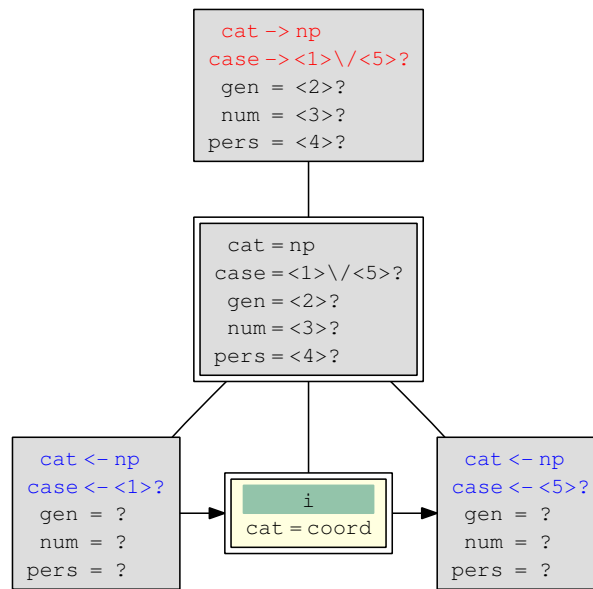 cat -> np
case -> <1>\/<5>?
gen = <2>?
num = <3>?
pers = <4>?
cat = np
case = <1>\/<5>?
gen = <2>?
num = <3>?
pers = <4>?
cat <- np
case <- <1>?
gen = ?
num = ?
pers = ?
i
cat = coord
cat <- np
case <- <5>?
gen = ?
num = ?
pers = ?